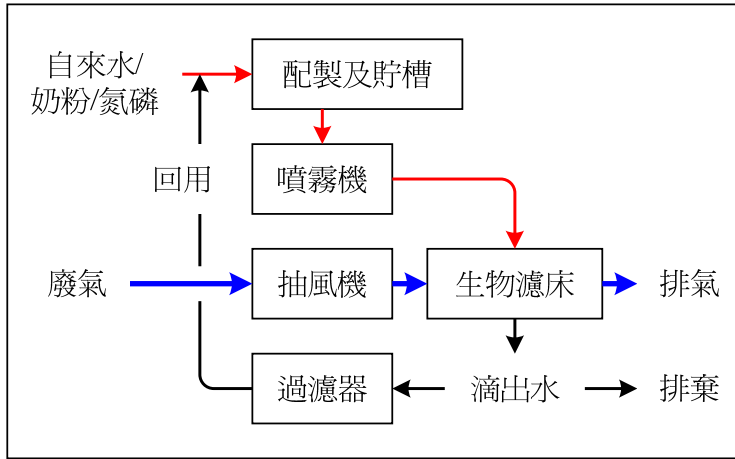 自來水/
奶粉/氮磷
配製及貯槽
噴霧機
回用
廢氣
抽風機
生物濾床
排氣
過濾器
滴出水
排棄